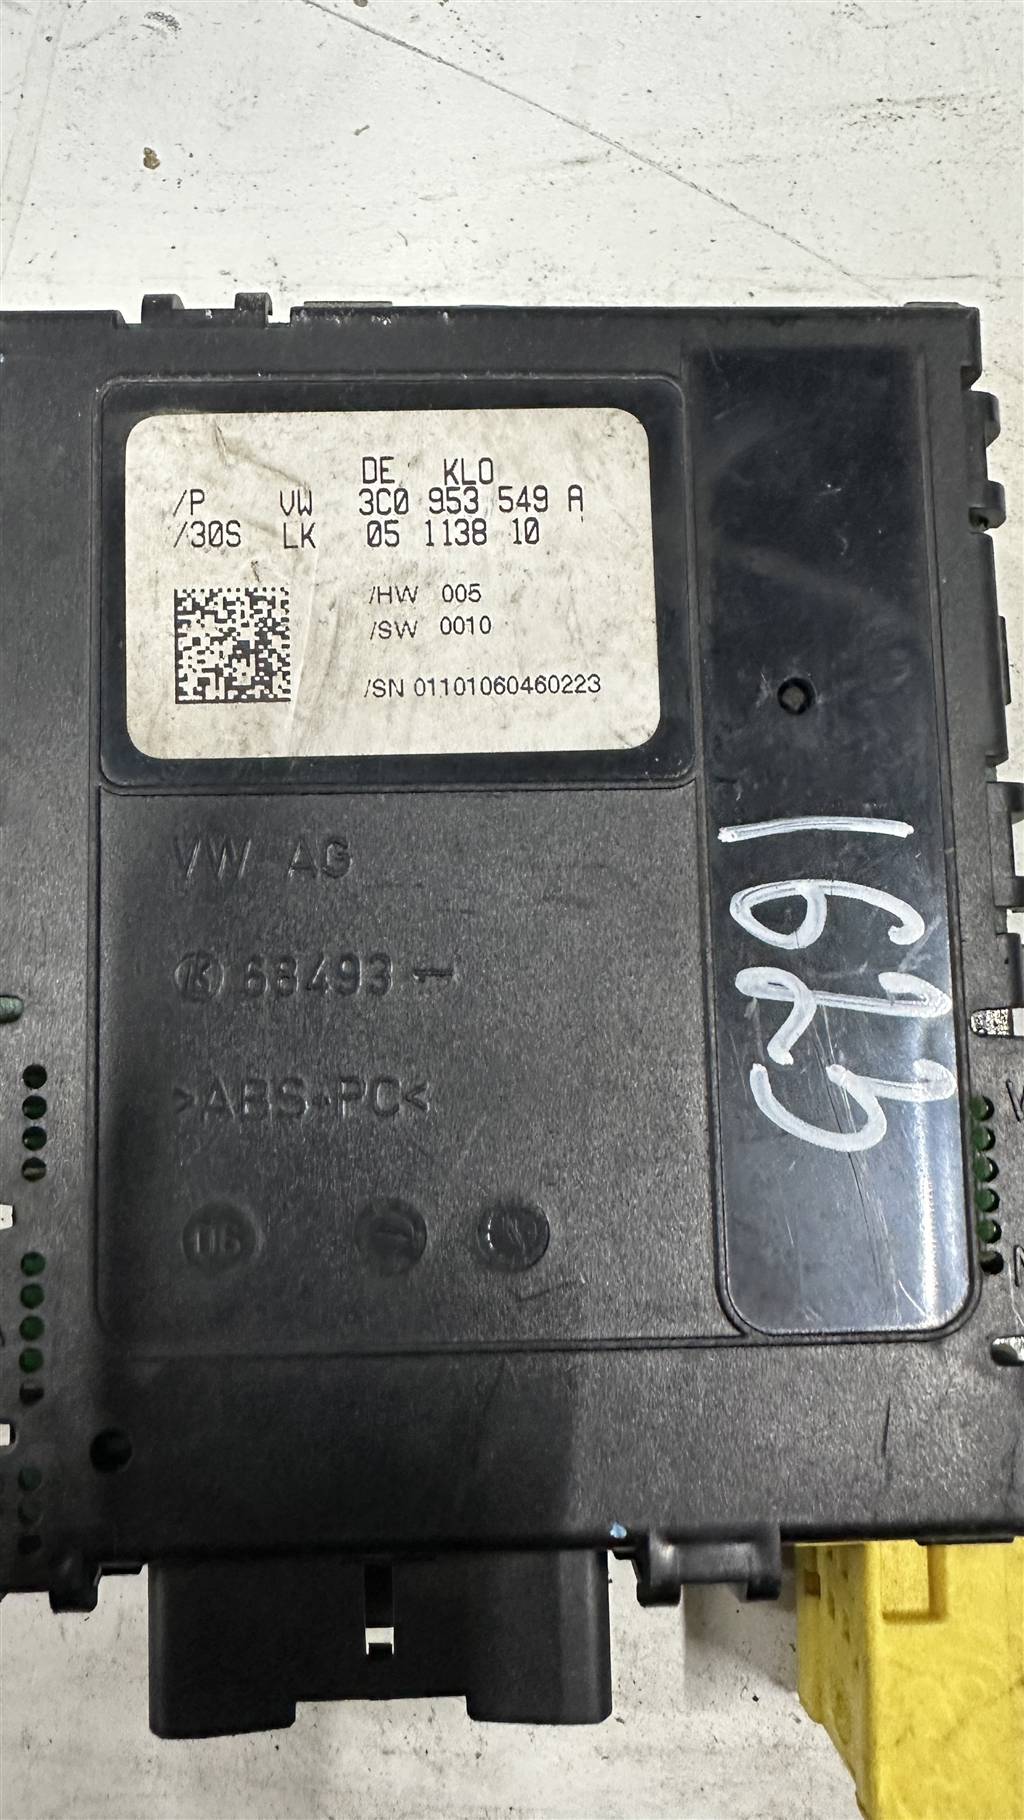 DE KLO
/P VW 3C0 953 549 A
/30S LK 05 1138 10
/HW 005
/SW 0010
/SN 01101060460223
VW AG
K 68493
>ABS+PC<
06